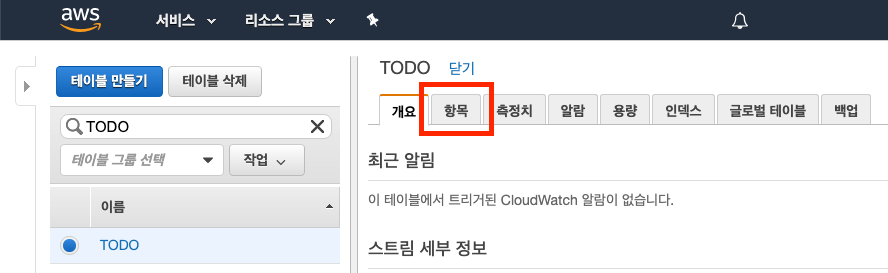 aws 서비스 리소스 그룹
테이블 만들기 테이블 삭제
TODO
테이블 그룹 선택 작업
이름
TODO
TODO 닫기
개요 항목 측정치 알람 용량 인덱스 글로벌 테이블 백업
최근 알림
이 테이블에서 트리거된 CloudWatch 알람이 없습니다.
스트림 세부 정보